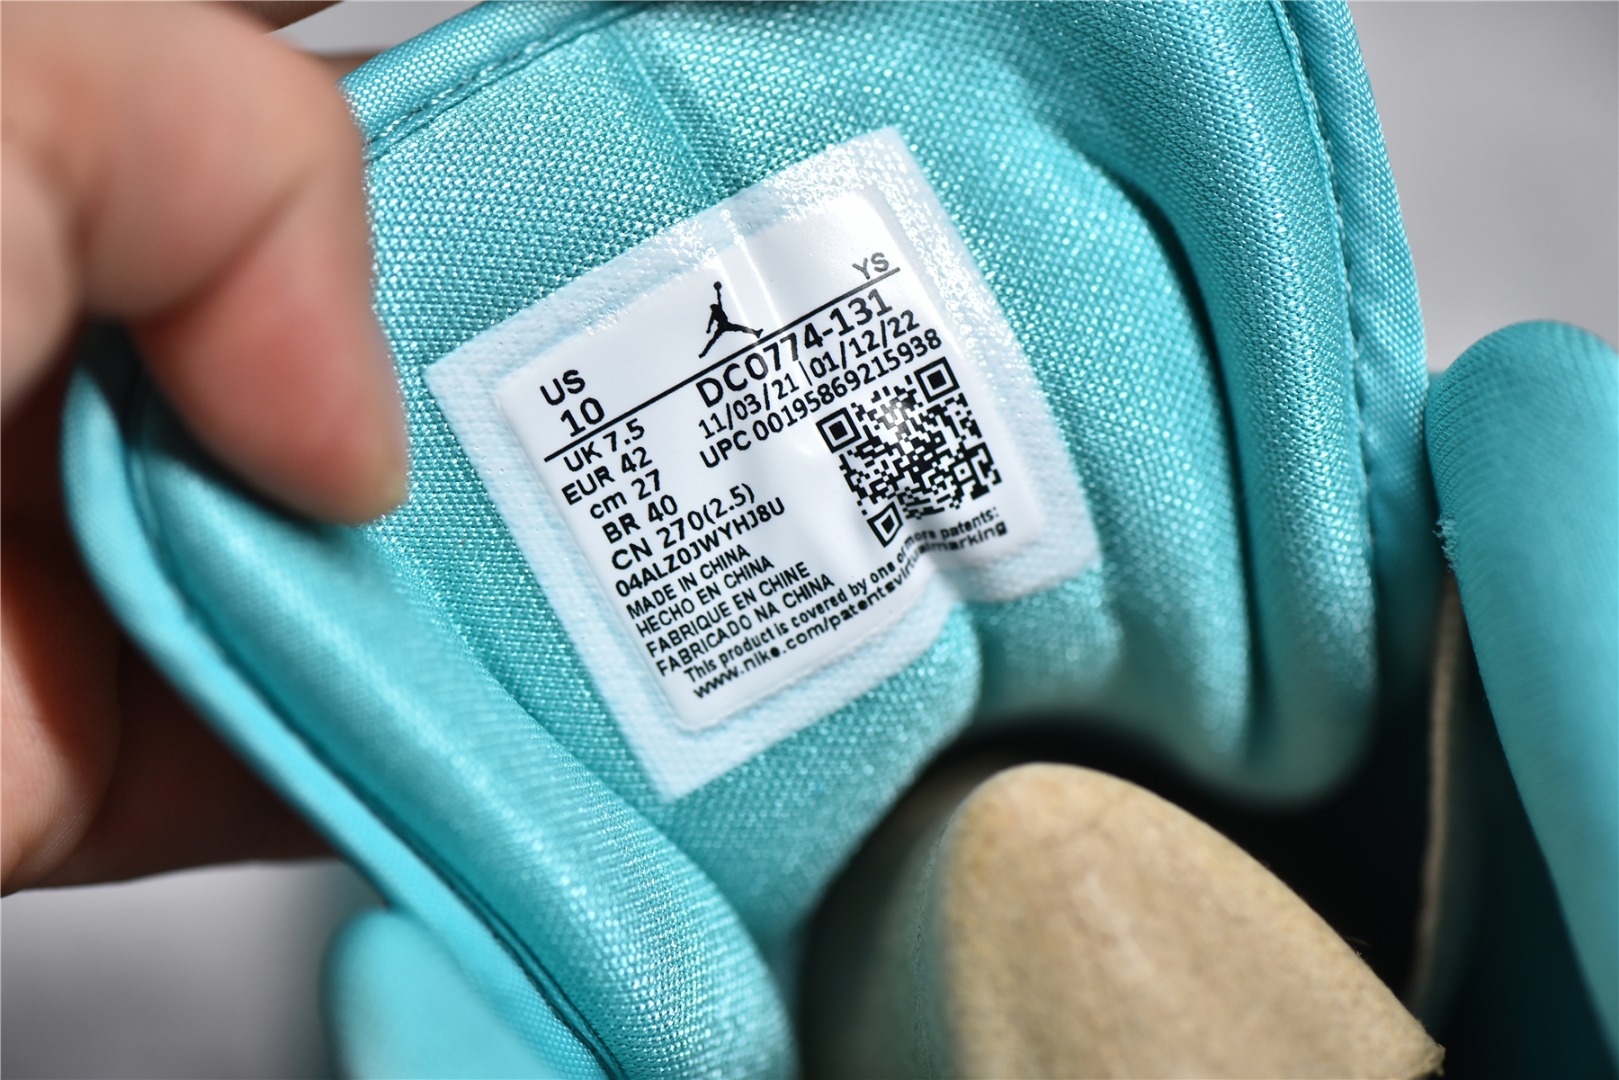 YS
US
10
DC0774-131
11/03/21 | 01/12/22
UPC 00195869215938
UK 7.5
EUR 42
cm 27
BR 40
CN 270(2.5)
04ALZ0JWYHJ8U
MADE IN CHINA
HECHO EN CHINA
FABRIQUE EN CHINE
FABRICADO NA CHINA
This product is covered by one or more patents:
www.nike.com/patentsvirtualmarking